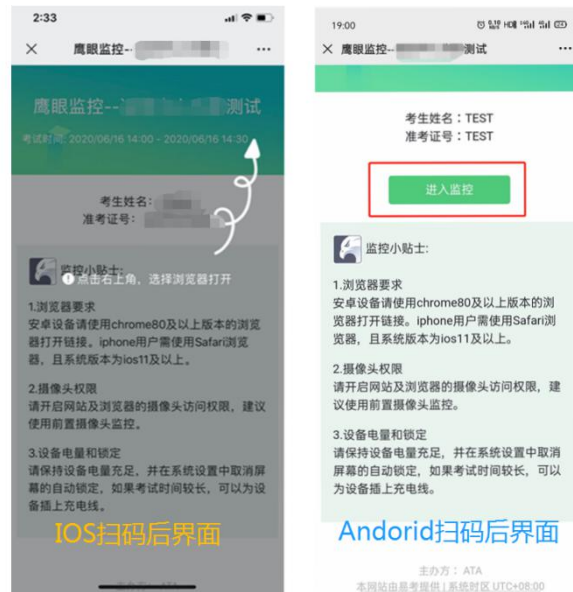 2:33
鹰眼监控--
鹰眼监控-- 测试
考试时间: 2020/06/16 14:00 - 2020/06/16 14:30
考生姓名:
准考证号:
监控小贴士:
点击右上角，选择浏览器打开
1.浏览器要求
安卓设备请使用chrome80及以上版本的浏览
器打开链接。iphone用户需使用Safari浏览
器，且系统版本为ios11及以上。
2.摄像头权限
请开启网站及浏览器的摄像头访问权限，建议
使用前置摄像头监控。
3.设备电量和锁定
请保持设备电量充足，并在系统设置中取消屏
幕的自动锁定，如果考试时间较长，可以为设
备插上充电线。
IOS扫码后界面
19:00
鹰眼监控-- 测试
考生姓名：TEST
准考证号：TEST
进入监控
监控小贴士:
1.浏览器要求
安卓设备请使用chrome80及以上版本的浏
览器打开链接。iphone用户需使用Safari浏
览器，且系统版本为ios11及以上。
2.摄像头权限
请开启网站及浏览器的摄像头访问权限，建
议使用前置摄像头监控。
3.设备电量和锁定
请保持设备电量充足，并在系统设置中取消
屏幕的自动锁定，如果考试时间较长，可以
为设备插上充电线。
Andorid扫码后界面
主办方： ATA
本网站由易考提供 | 系统时区 UTC+08:00